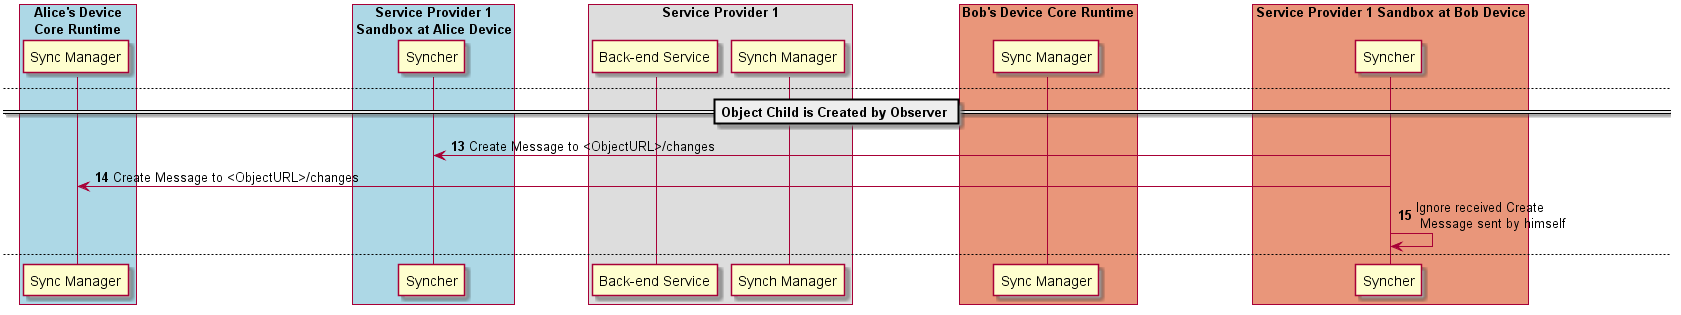 Alice's Device
Core Runtime
Service Provider 1
Sandbox at Alice Device
Service Provider 1
Bob's Device Core Runtime
Service Provider 1 Sandbox at Bob Device
Sync Manager
Syncher
Back-end Service
Synch Manager
Sync Manager
Syncher
Object Child is Created by Observer
13 Create Message to <ObjectURL>/changes
14 Create Message to <ObjectURL>/changes
15 Ignore received Create
Message sent by himself
Sync Manager
Syncher
Back-end Service
Synch Manager
Sync Manager
Syncher